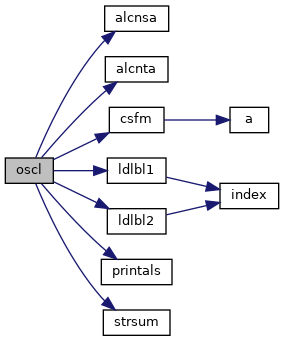 alcnsa
alcnta
csfm
a
oscl
ldlbl1
index
ldlbl2
printals
strsum